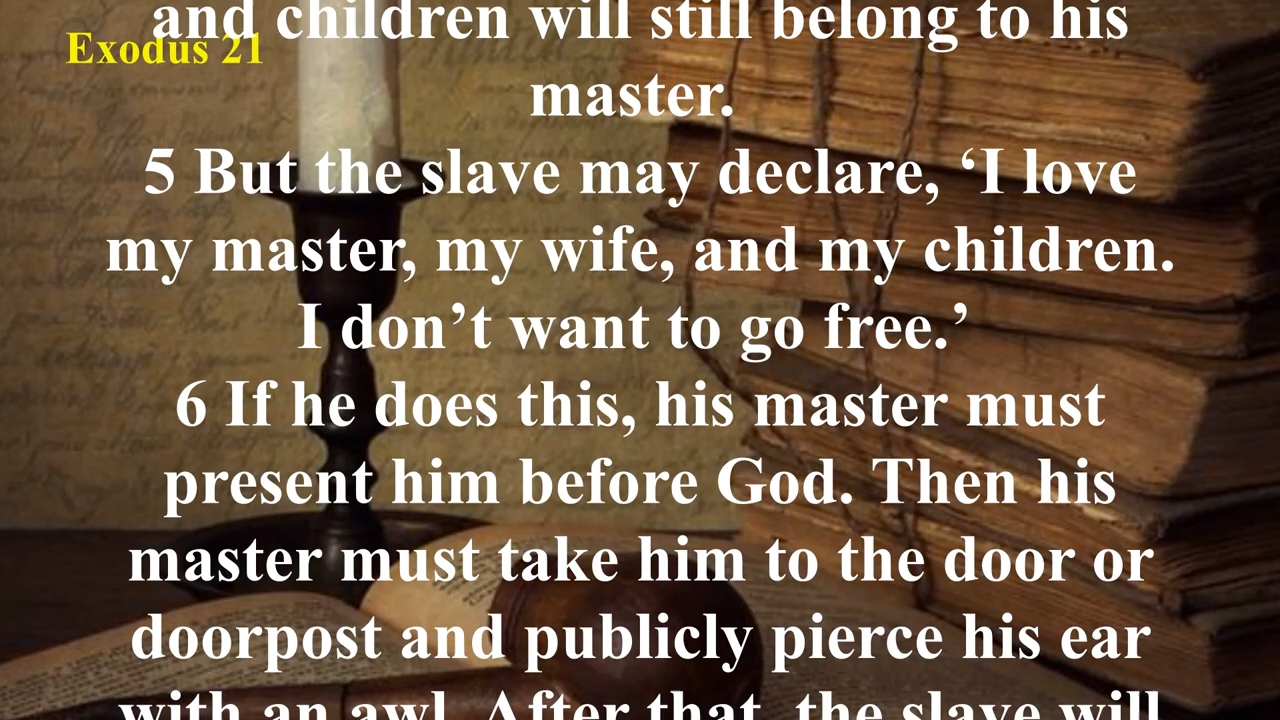 and children will still belong to his
Exodus 21
master.
5 But the slave may declare, ‘I love
my master, my wife, and my children.
I don’t want to go free.’
6 If he does this, his master must
present him before God. Then his
master must take him to the door or
doorpost and publicly pierce his ear
with an awl. After that, the slave will